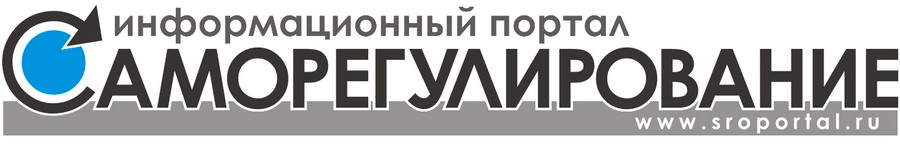 информационный портал
САМОРЕГУЛИРОВАНИЕ
www.sroportal.ru